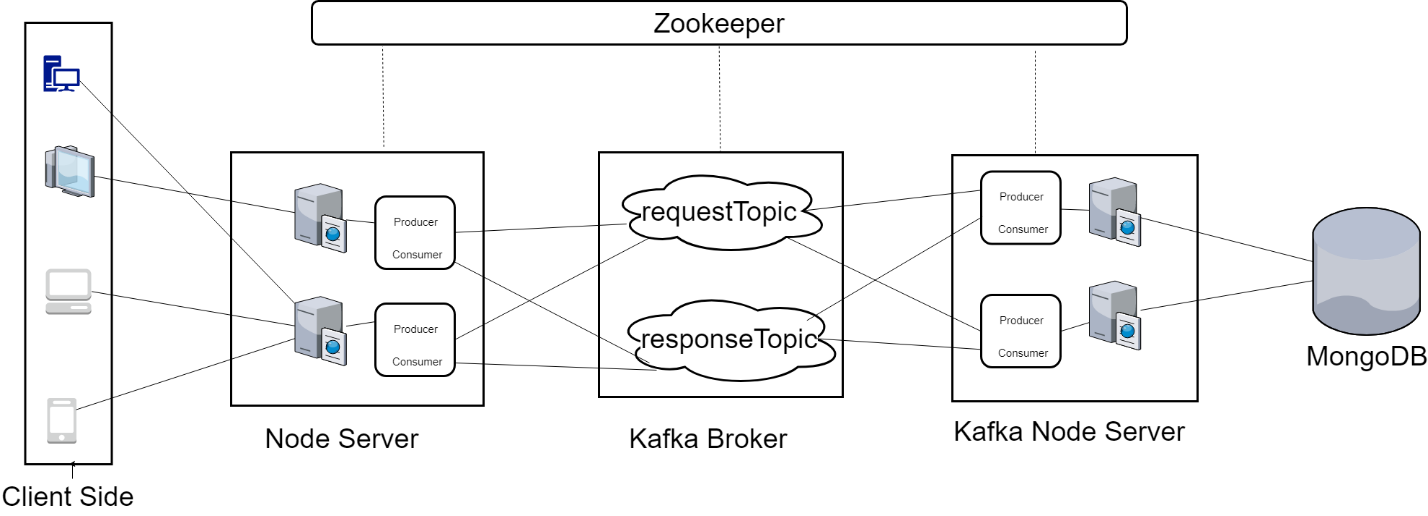 Zookeeper
Producer
Consumer
Producer
Consumer
requestTopic
responseTopic
Producer
Consumer
Producer
Consumer
MongoDB
Node Server
Kafka Broker
Kafka Node Server
Client Side